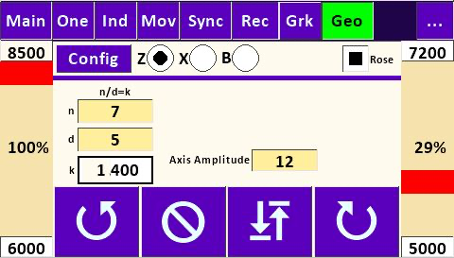 Main One Ind Mov Sync Rec Grk Geo ...
8500 Config Z X B Rose 7200
n/d=k
n 7
d 5
100% Axis Amplitude 12 29%
k 1 400
6000 5000